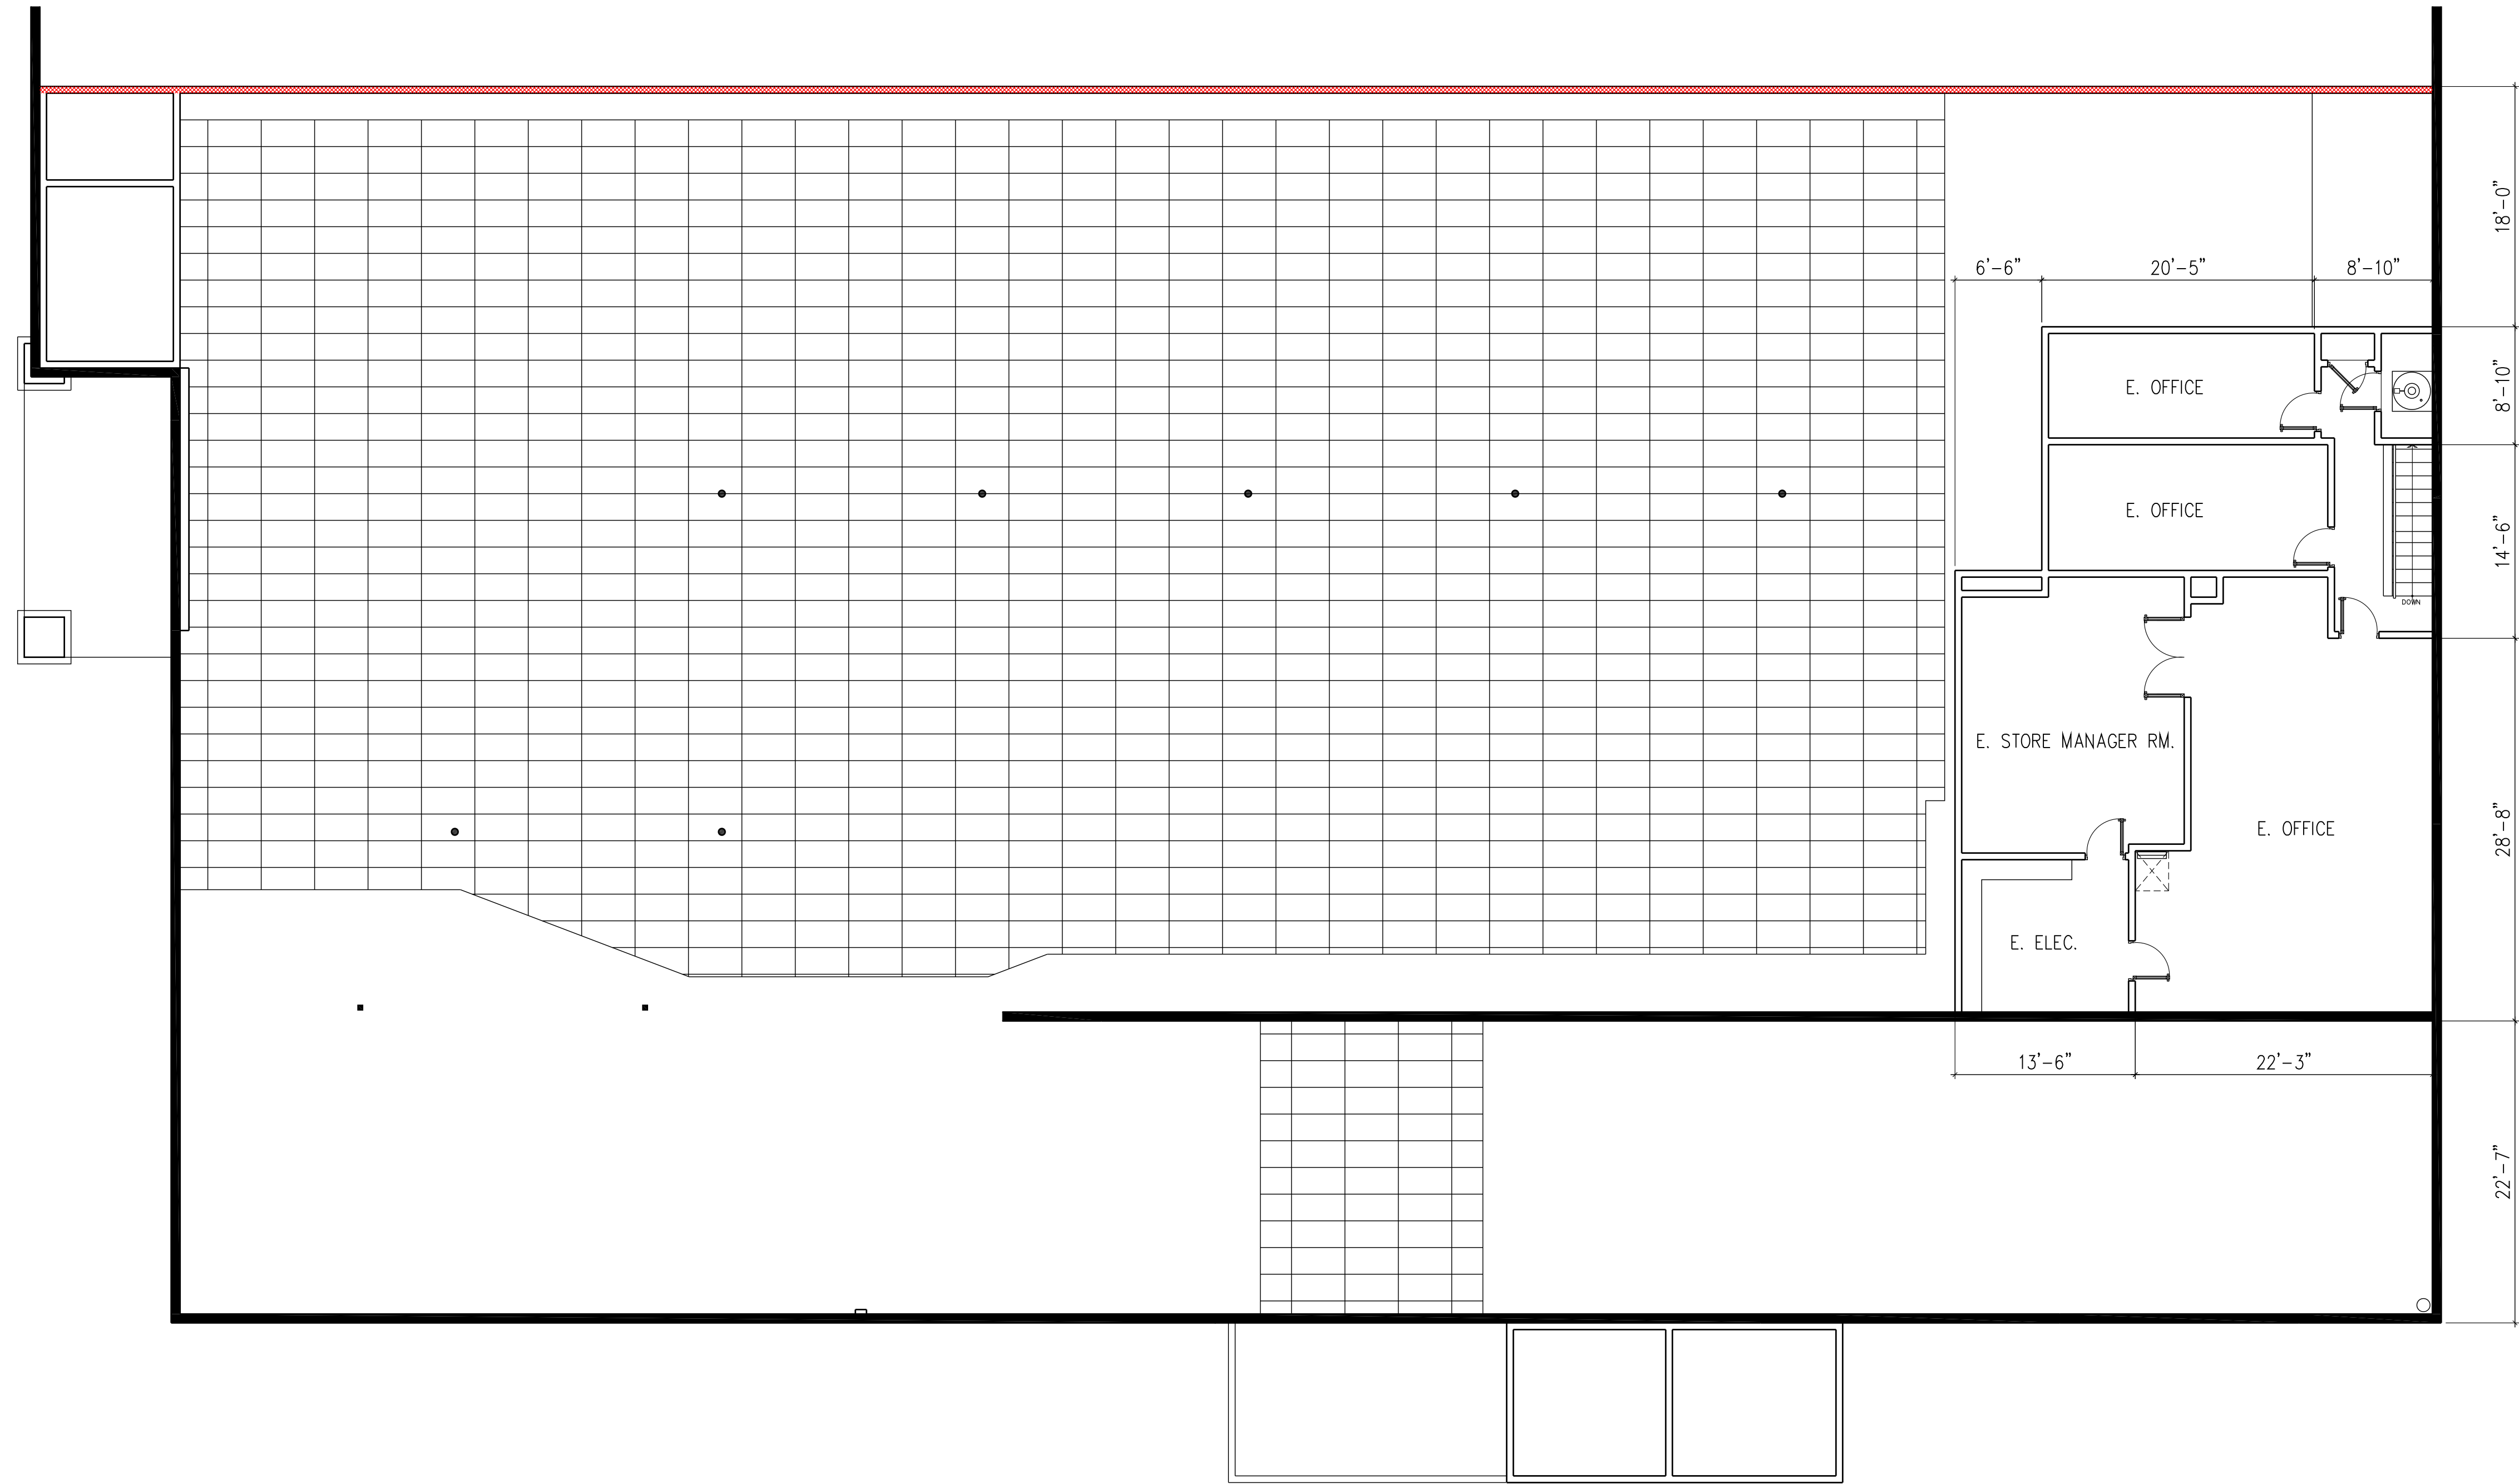 18'-0"
6'-6"
20'-5"
8'-10"
E. OFFICE
8'-10"
E. OFFICE
14'-6"
DOWN
E. STORE MANAGER RM.
E. OFFICE
28'-8"
E. ELEC.
13'-6"
22'-3"
22'-7"